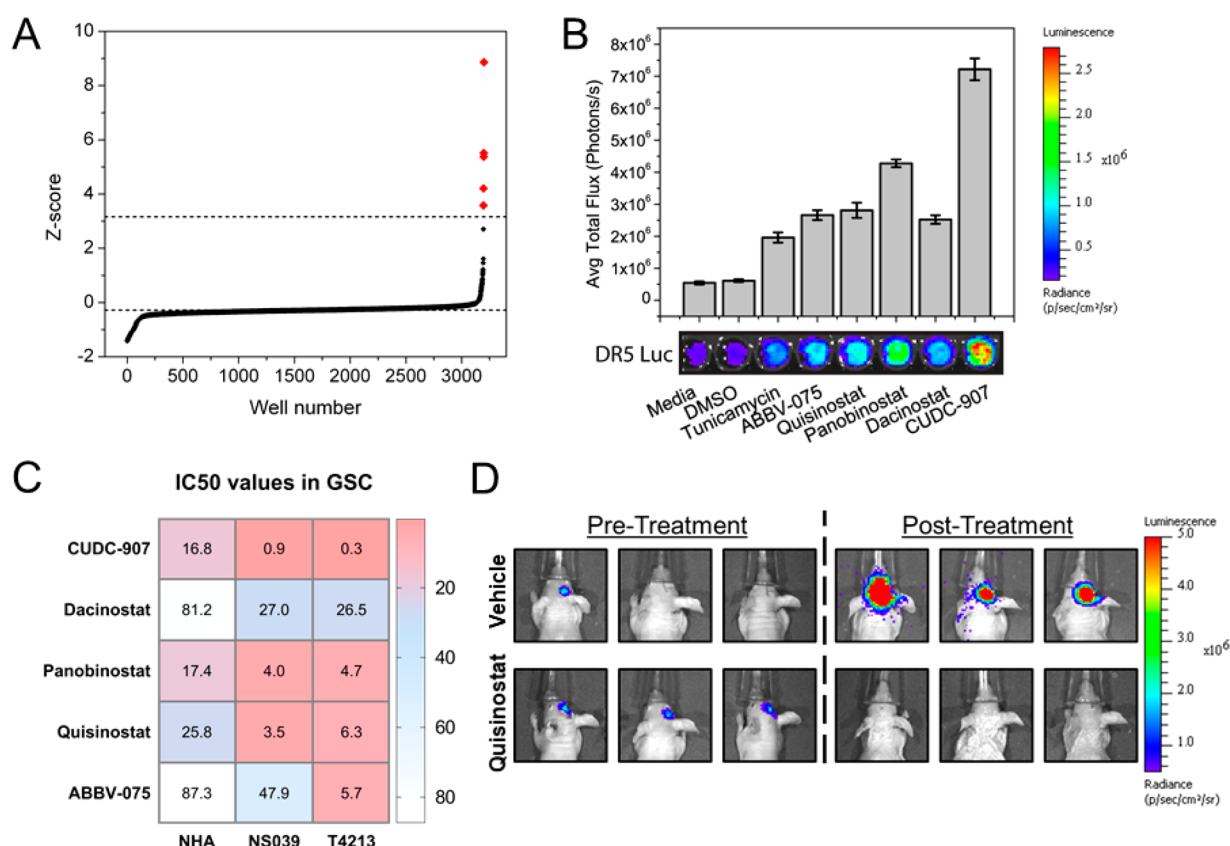 A
10
8
6
4
2
0
-2
Z-score
0
500
1000
1500
2000
2500
3000
Well number
B
8x10⁶
7x10⁶
6x10⁶
5x10⁶
4x10⁶
3x10⁶
2x10⁶
1x10⁶
0
Avg Total Flux (Photons/s)
DR5 Luc
Media
DMSO
Tunicamycin
ABBV-075
Quisinostat
Panobinostat
Dacinostat
CUDC-907
Luminescence
2.5
2.0
1.5
x10⁶
1.0
0.5
Radiance
(p/sec/cm²/sr)
C
IC50 values in GSC
CUDC-907 16.8 0.9 0.3
Dacinostat 81.2 27.0 26.5
Panobinostat 17.4 4.0 4.7
Quisinostat 25.8 3.5 6.3
ABBV-075 87.3 47.9 5.7
NHA NS039 T4213
20
40
60
80
D
Pre-Treatment
Post-Treatment
Vehicle
Quisinostat
Luminescence
5.0
4.0
3.0
x10⁶
2.0
1.0
Radiance
(p/sec/cm²/sr)